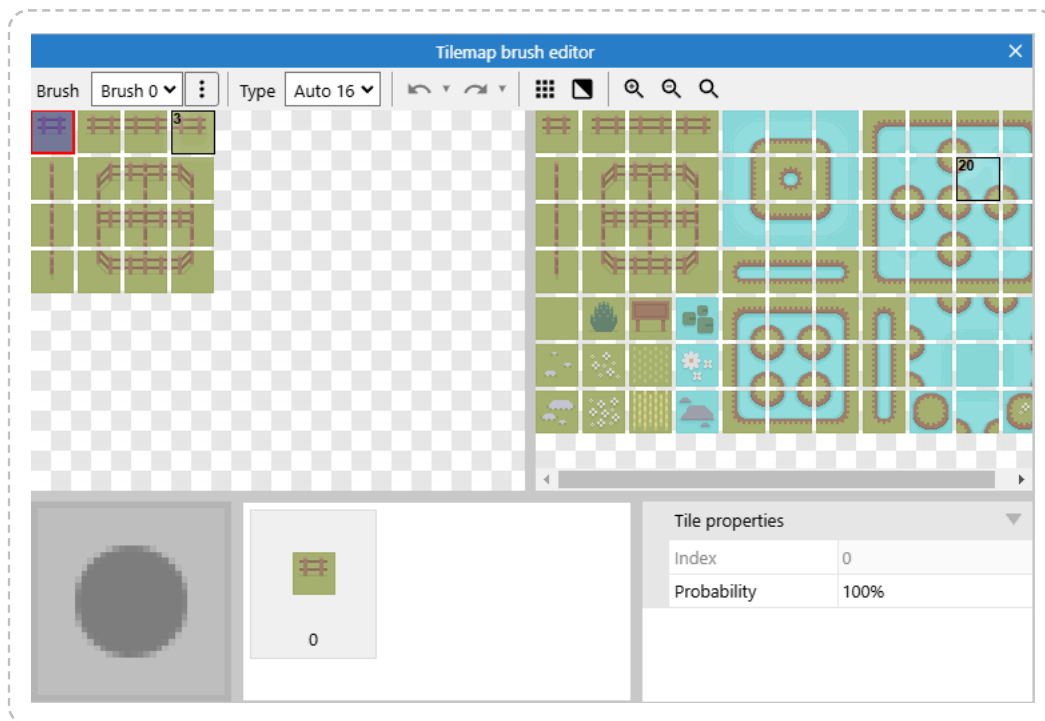 Tilemap brush editor
Brush Brush 0 Type Auto 16
3
20
Tile properties
Index 0
Probability 100%
0